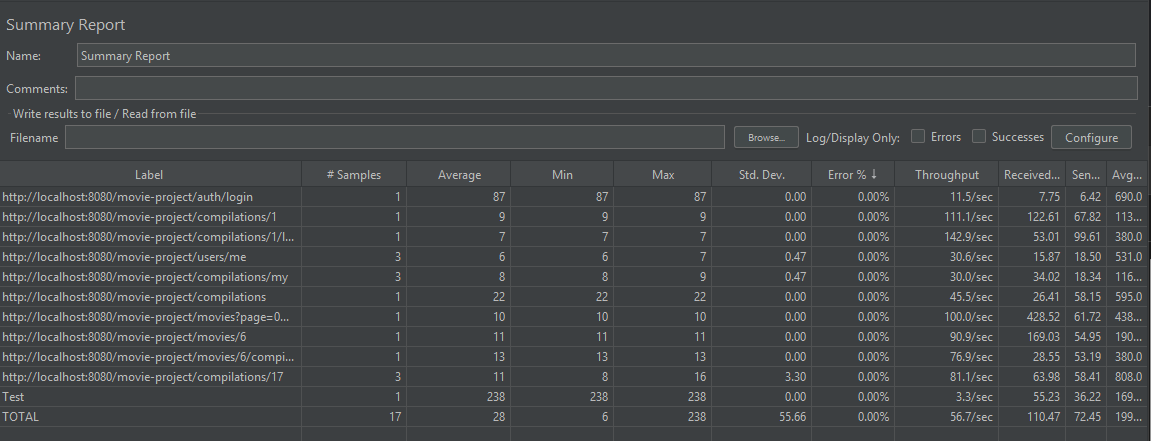 Summary Report
Name: Summary Report
Comments:
Write results to file / Read from file
Filename Browse... Log/Display Only: Errors Successes Configure
Label # Samples Average Min Max Std. Dev. Error % ↓ Throughput Received... Sen... Avg...
http://localhost:8080/movie-project/auth/login 1 87 87 87 0.00 0.00% 11.5/sec 7.75 6.42 690.0
http://localhost:8080/movie-project/compilations/1 1 9 9 9 0.00 0.00% 111.1/sec 122.61 67.82 113...
http://localhost:8080/movie-project/compilations/1/l... 1 7 7 7 0.00 0.00% 142.9/sec 53.01 99.61 380.0
http://localhost:8080/movie-project/users/me 3 6 6 7 0.47 0.00% 30.6/sec 15.87 18.50 531.0
http://localhost:8080/movie-project/compilations/my 3 8 8 9 0.47 0.00% 30.0/sec 34.02 18.34 116...
http://localhost:8080/movie-project/compilations 1 22 22 22 0.00 0.00% 45.5/sec 26.41 58.15 595.0
http://localhost:8080/movie-project/movies?page=0... 1 10 10 10 0.00 0.00% 100.0/sec 428.52 61.72 438...
http://localhost:8080/movie-project/movies/6 1 11 11 11 0.00 0.00% 90.9/sec 169.03 54.95 190...
http://localhost:8080/movie-project/movies/6/compi... 1 13 13 13 0.00 0.00% 76.9/sec 28.55 53.19 380.0
http://localhost:8080/movie-project/compilations/17 3 11 8 16 3.30 0.00% 81.1/sec 63.98 58.41 808.0
Test 1 238 238 238 0.00 0.00% 3.3/sec 55.23 36.22 169...
TOTAL 17 28 6 238 55.66 0.00% 56.7/sec 110.47 72.45 199...